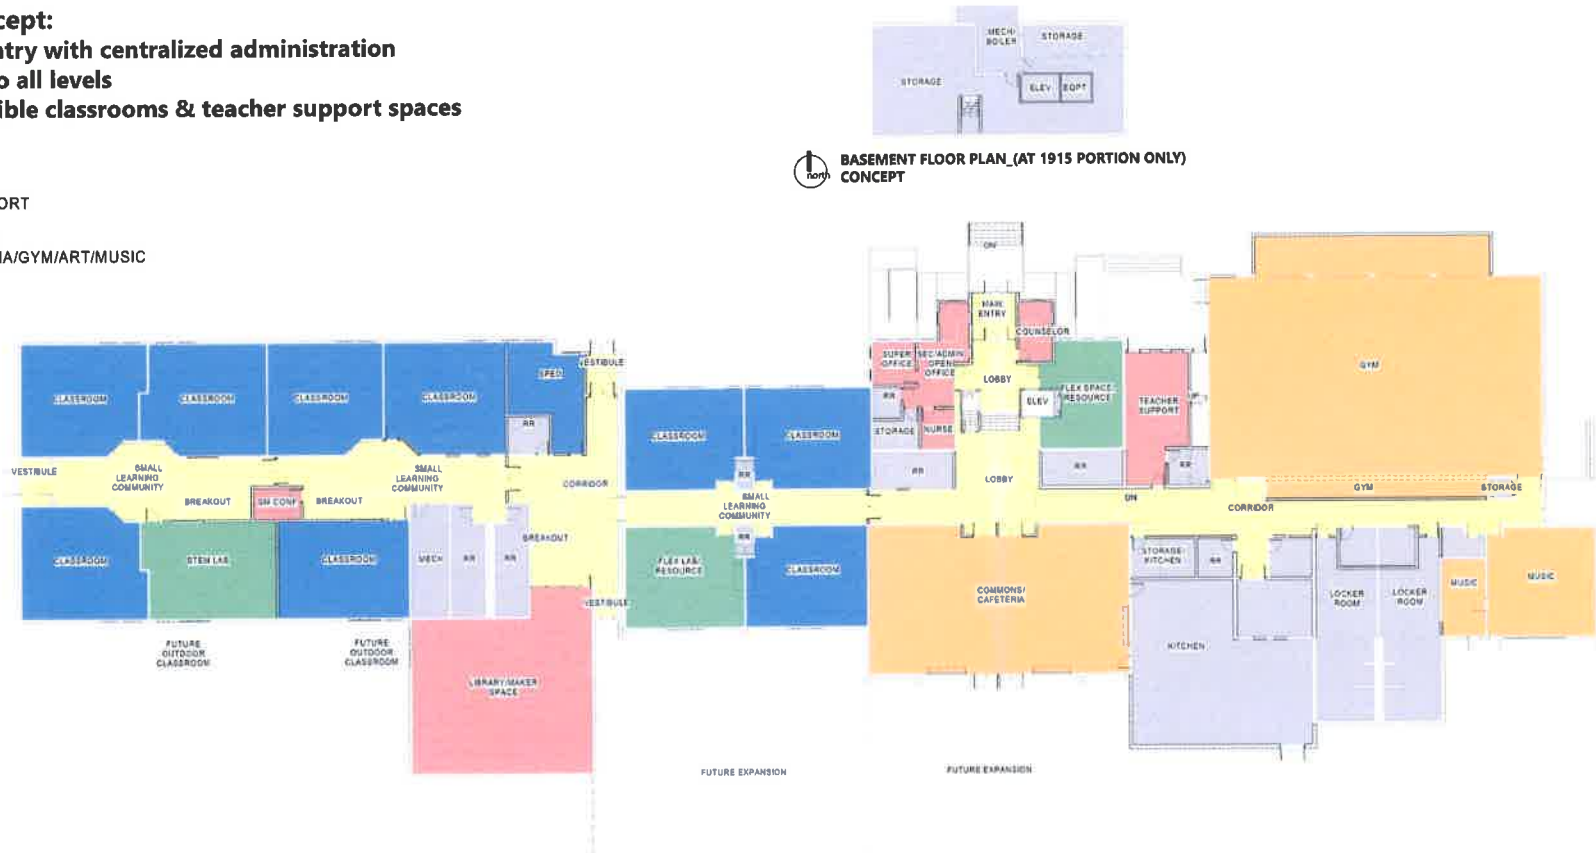 cept:
ntry with centralized administration
o all levels
ible classrooms & teacher support spaces
ORT
IA/GYM/ART/MUSIC
MECH/
BOILER
STORAGE
STORAGE
ELEV
EQPT
north
BASEMENT FLOOR PLAN_(AT 1915 PORTION ONLY)
CONCEPT
DN
MAIN
ENTRY
COUNSELOR
SUPER
OFFICE
SEC/ADMIN
OPEN
OFFICE
LOBBY
RR
ELEV
FLEX SPACE
RESOURCE
TEACHER
SUPPORT
UP
STORAGE
NURSE
RR
LOBBY
RR
RR
GYM
GYM
STORAGE
DN
CORRIDOR
CLASSROOM
CLASSROOM
CLASSROOM
CLASSROOM
SPED
VESTIBULE
RR
VESTIBULE
SMALL
LEARNING
COMMUNITY
BREAKOUT
SM CONF
BREAKOUT
SMALL
LEARNING
COMMUNITY
CORRIDOR
CLASSROOM
STEM LAB
CLASSROOM
MECH
RR
RR
BREAKOUT
VESTIBULE
FUTURE
OUTDOOR
CLASSROOM
FUTURE
OUTDOOR
CLASSROOM
LIBRARY/MAKER
SPACE
CLASSROOM
CLASSROOM
RR
SMALL
LEARNING
COMMUNITY
RR
FLEX LAB/
RESOURCE
CLASSROOM
COMMONS/
CAFETERIA
STORAGE/
KITCHEN
RR
KITCHEN
LOCKER
ROOM
LOCKER
ROOM
MUSIC
MUSIC
FUTURE EXPANSION
FUTURE EXPANSION